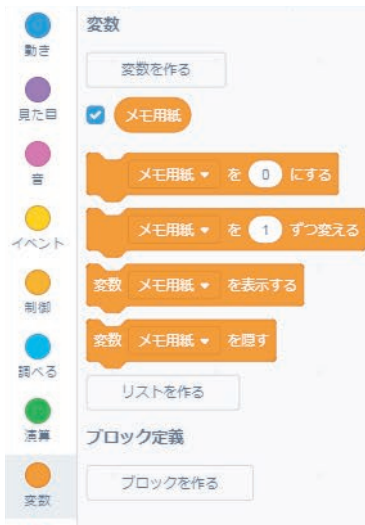 動き
見た目
音
イベント
制御
調べる
演算
変数
変数
変数を作る
メモ用紙
メモ用紙 を 0 にする
メモ用紙 を 1 ずつ変える
変数 メモ用紙 を表示する
変数 メモ用紙 を隠す
リストを作る
ブロック定義
ブロックを作る